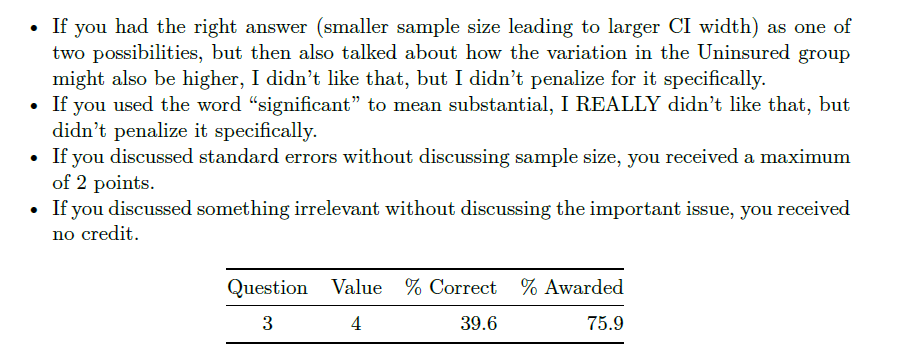 • If you had the right answer (smaller sample size leading to larger CI width) as one of
two possibilities, but then also talked about how the variation in the Uninsured group
might also be higher, I didn’t like that, but I didn’t penalize for it specifically.
• If you used the word “significant” to mean substantial, I REALLY didn’t like that, but
didn’t penalize it specifically.
• If you discussed standard errors without discussing sample size, you received a maximum
of 2 points.
• If you discussed something irrelevant without discussing the important issue, you received
no credit.
Question Value % Correct % Awarded
3 4 39.6 75.9